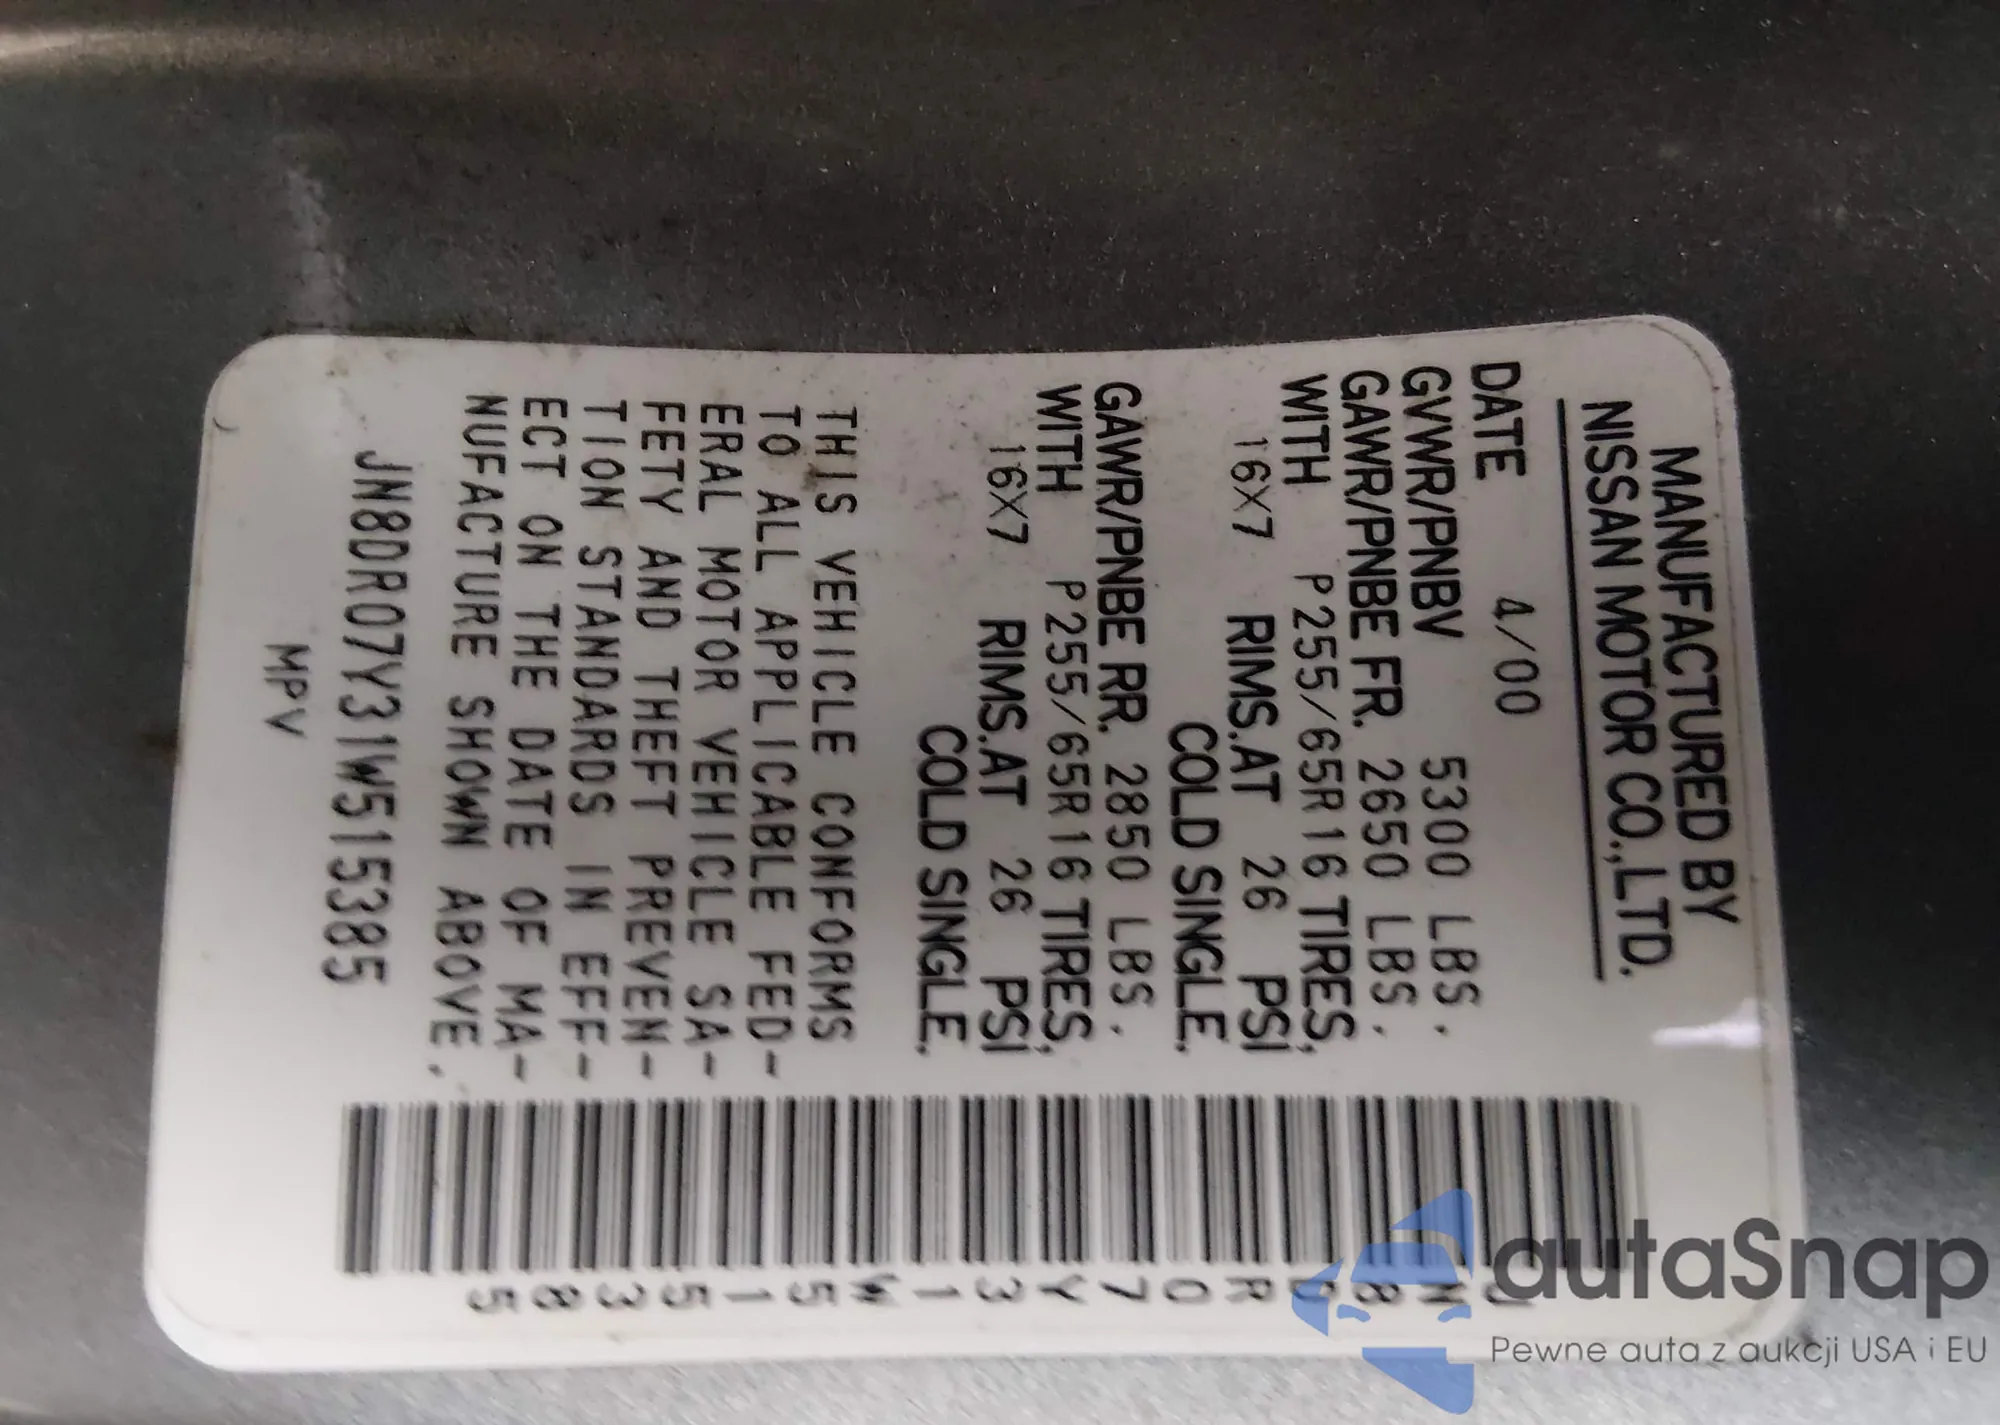 MANUFACTURED BY
NISSAN MOTOR CO.,LTD.
DATE 4/00
GVWR/PNBV 5300 LBS.
GAWR/PNBE FR. 2650 LBS.
WITH P255/65R16 TIRES,
16X7 RIMS.AT 26 PSI
COLD SINGLE.
GAWR/PNBE RR. 2850 LBS.
WITH P255/65R16 TIRES,
16X7 RIMS.AT 26 PSI
COLD SINGLE.
THIS VEHICLE CONFORMS
TO ALL APPLICABLE FED-
ERAL MOTOR VEHICLE SA-
FETY AND THEFT PREVEN-
TION STANDARDS IN EFF-
ECT ON THE DATE OF MA-
NUFACTURE SHOWN ABOVE.
JN8DR07Y31W515385
MPV
JN8DR07Y31W515385
autaSnap
Pewne auta z aukcji USA i EU